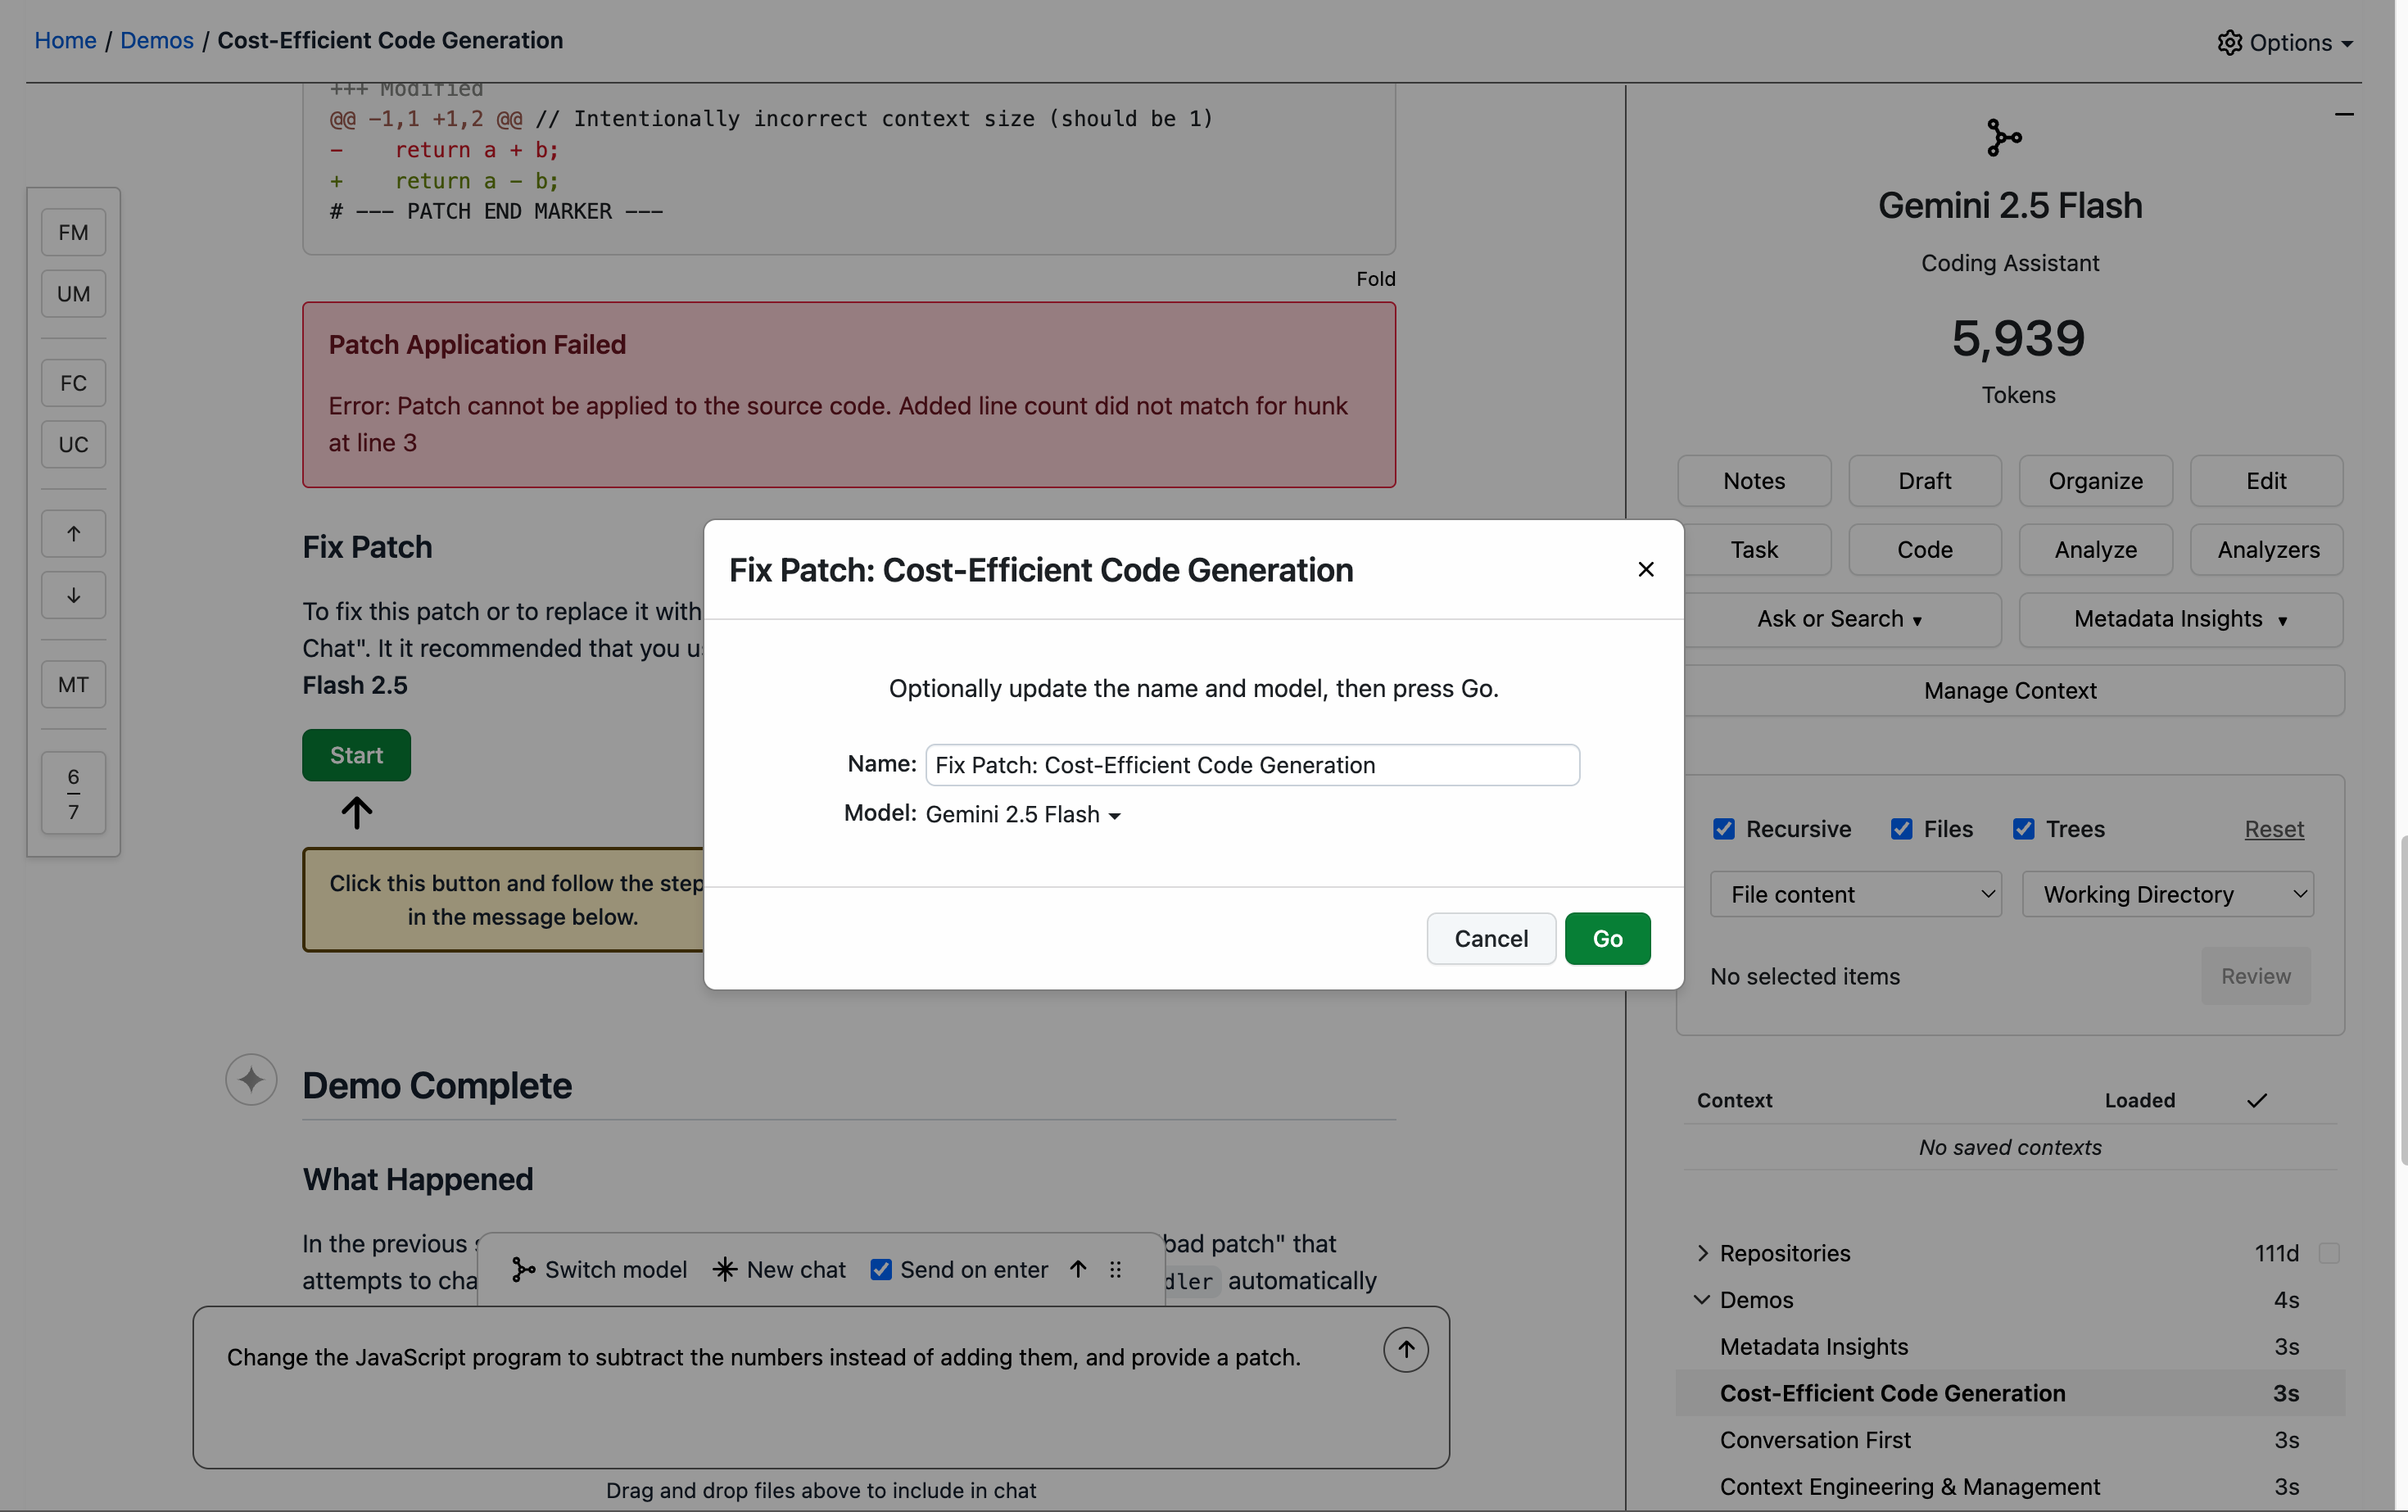 Home / Demos / Cost-Efficient Code Generation
Options
+++ Modified
@@ -1,1 +1,2 @@ // Intentionally incorrect context size (should be 1)
-    return a + b;
+    return a - b;
# --- PATCH END MARKER ---
Fold
FM
UM
FC
UC
↑
↓
MT
6
7
Patch Application Failed
Error: Patch cannot be applied to the source code. Added line count did not match for hunk
at line 3
Fix Patch
To fix this patch or to replace it with
Chat". It it recommended that you
Flash 2.5
Start
Click this button and follow the step
in the message below.
Fix Patch: Cost-Efficient Code Generation
Optionally update the name and model, then press Go.
Name: Fix Patch: Cost-Efficient Code Generation
Model: Gemini 2.5 Flash
Cancel Go
Demo Complete
What Happened
In the previous bad patch" that
attempts to cha dler automatically
Switch model New chat Send on enter
Change the JavaScript program to subtract the numbers instead of adding them, and provide a patch.
Drag and drop files above to include in chat
Gemini 2.5 Flash
Coding Assistant
5,939
Tokens
Notes Draft Organize Edit
Task Code Analyze Analyzers
Ask or Search ▾ Metadata Insights ▾
Manage Context
Recursive Files Trees Reset
File content Working Directory
No selected items Review
Context Loaded
No saved contexts
Repositories 111d
Demos 4s
Metadata Insights 3s
Cost-Efficient Code Generation 3s
Conversation First 3s
Context Engineering & Management 3s